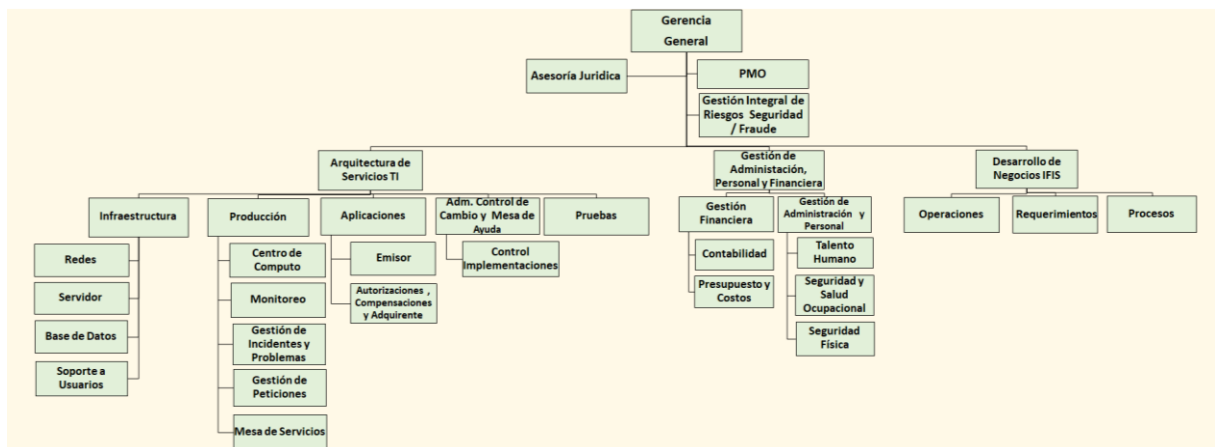 Gerencia
General
Asesoría Juridica
PMO
Gestión Integral de
Riesgos Seguridad
/ Fraude
Arquitectura de
Servicios TI
Gestión de
Administación,
Personal y Financiera
Desarrollo de
Negocios IFIS
Infraestructura
Producción
Aplicaciones
Adm. Control de
Cambio y Mesa de
Ayuda
Pruebas
Gestión
Financiera
Gestión de
Administración y
Personal
Operaciones
Requerimientos
Procesos
Redes
Servidor
Base de Datos
Soporte a
Usuarios
Centro de
Computo
Monitoreo
Gestión de
Incidentes y
Problemas
Gestión de
Peticiones
Mesa de Servicios
Emisor
Autorizaciones ,
Compensaciones
y Adquirente
Control
Implementaciones
Contabilidad
Presupuesto y
Costos
Talento
Humano
Seguridad y
Salud
Ocupacional
Seguridad
Física